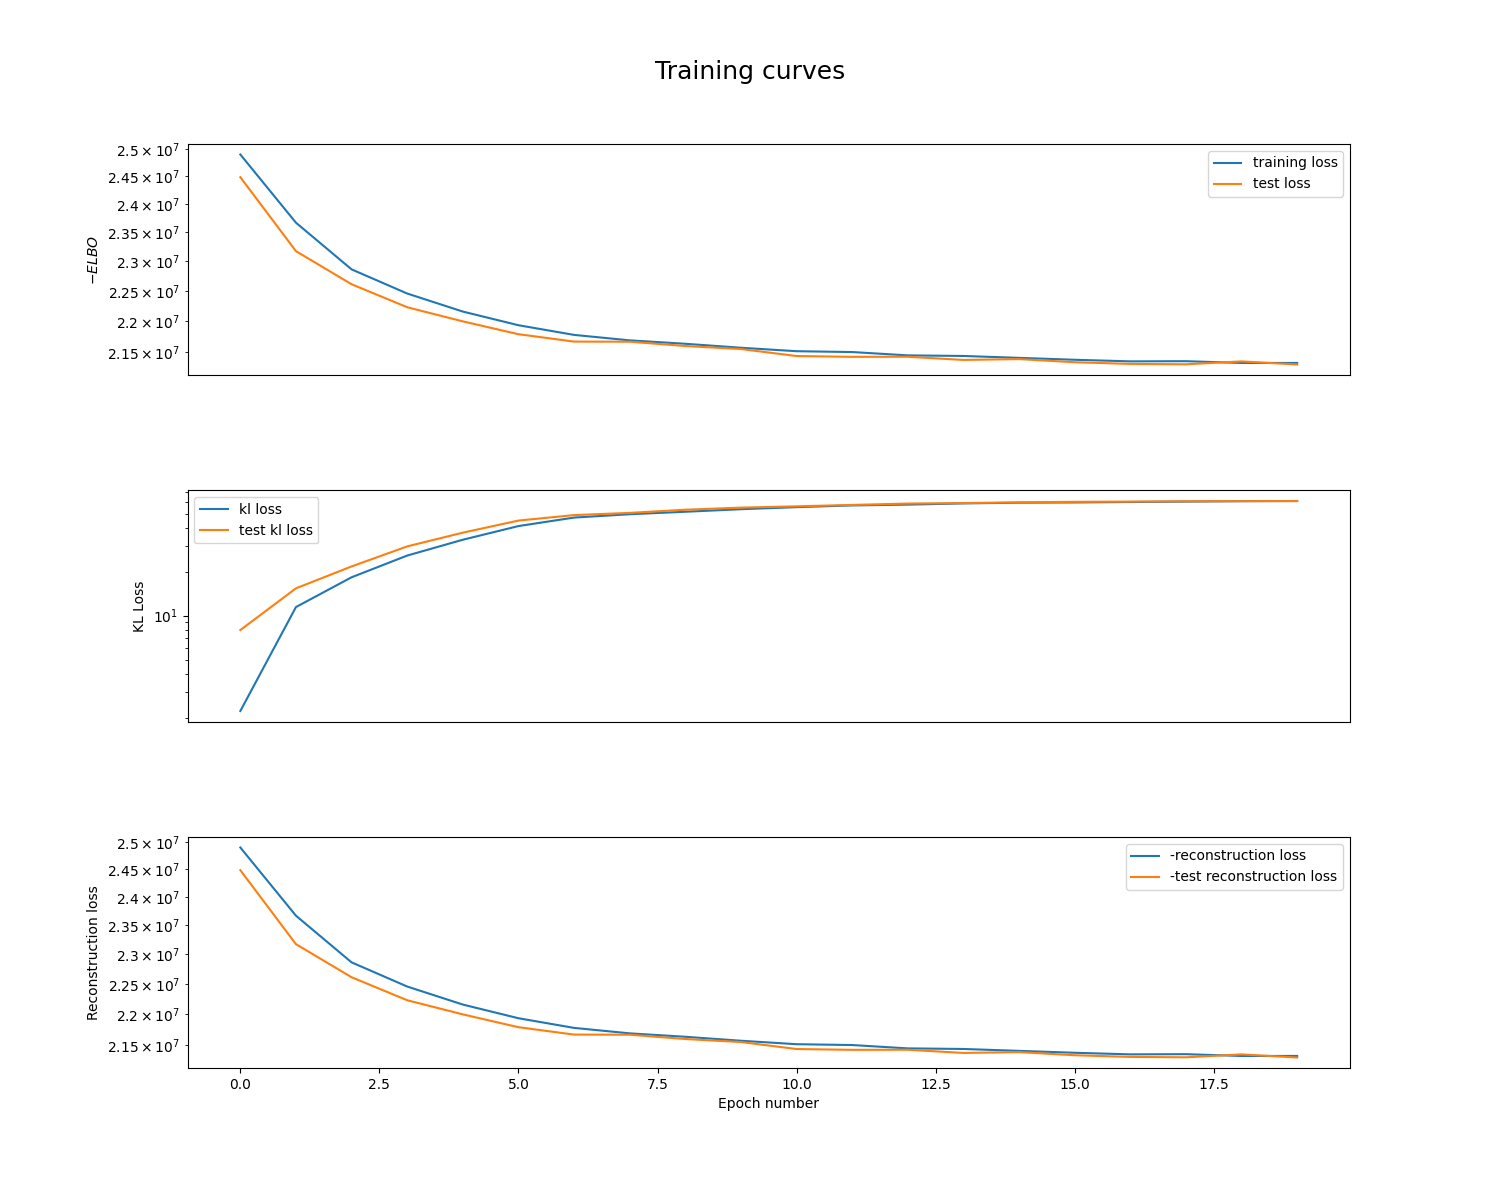 Training curves
2.5 × 10⁷
2.45 × 10⁷
2.4 × 10⁷
2.35 × 10⁷
2.3 × 10⁷
2.25 × 10⁷
2.2 × 10⁷
2.15 × 10⁷
−ELBO
training loss
test loss
10¹
KL Loss
kl loss
test kl loss
2.5 × 10⁷
2.45 × 10⁷
2.4 × 10⁷
2.35 × 10⁷
2.3 × 10⁷
2.25 × 10⁷
2.2 × 10⁷
2.15 × 10⁷
Reconstruction loss
-reconstruction loss
-test reconstruction loss
0.0 2.5 5.0 7.5 10.0 12.5 15.0 17.5
Epoch number